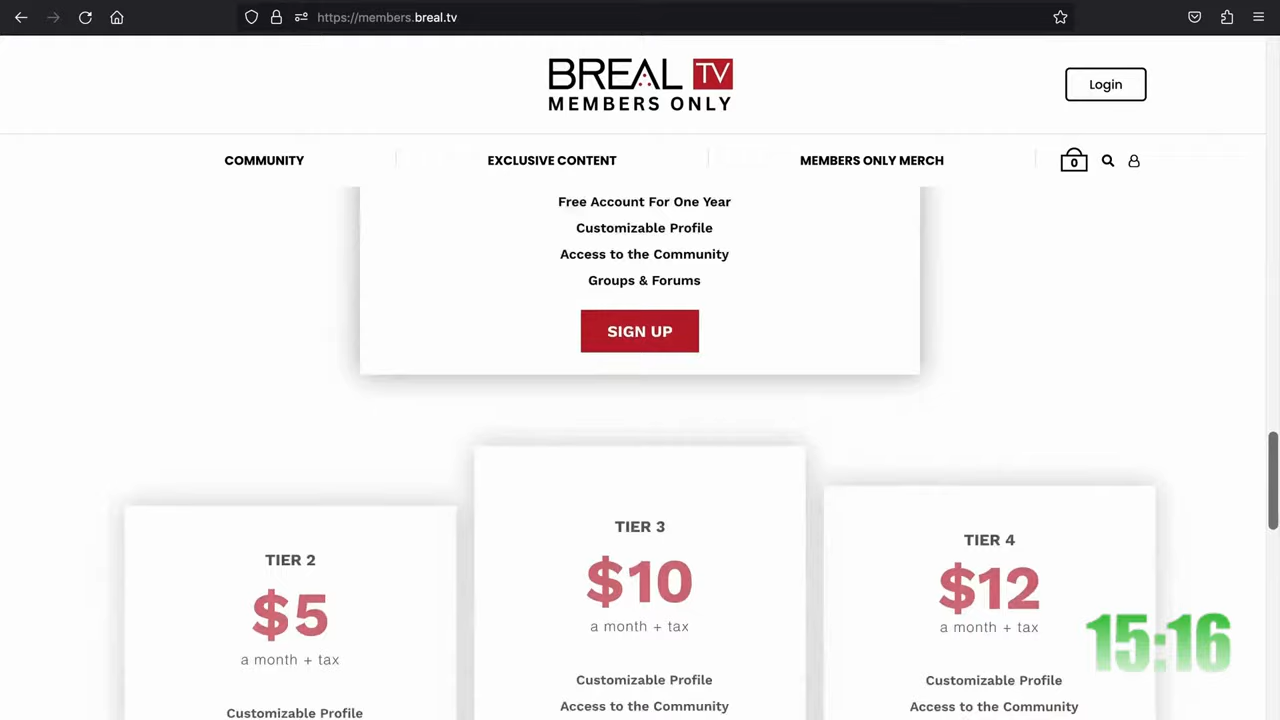 https://members.breal.tv
BREAL TV
MEMBERS ONLY
Login
COMMUNITY
EXCLUSIVE CONTENT
MEMBERS ONLY MERCH
0
Free Account For One Year
Customizable Profile
Access to the Community
Groups & Forums
SIGN UP
TIER 2
$5
a month + tax
Customizable Profile
TIER 3
$10
a month + tax
Customizable Profile
Access to the Community
TIER 4
$12
a month + tax
Customizable Profile
Access to the Community
15:16